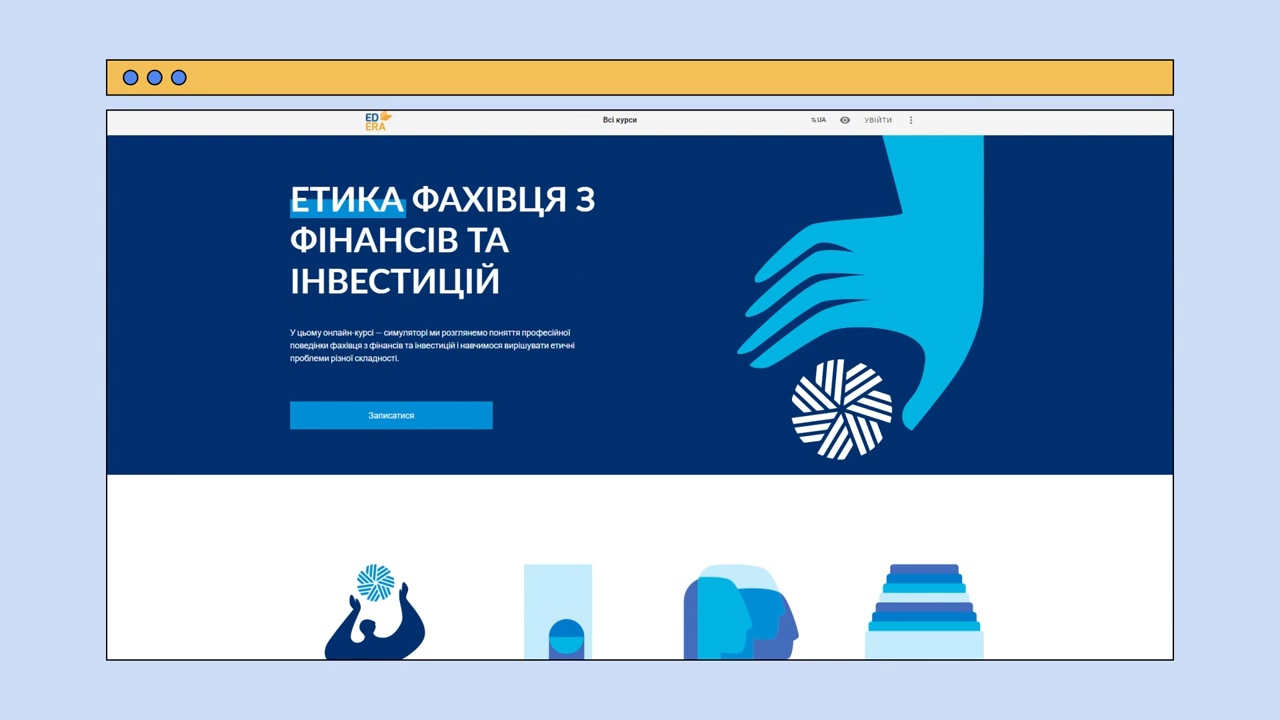 ED
ERA
Всі курси
UA
УВІЙТИ
ЕТИКА ФАХІВЦЯ З
ФІНАНСІВ ТА
ІНВЕСТИЦІЙ
У цьому онлайн-курсі — симуляторі ми розглянемо поняття професійної
поведінки фахівця з фінансів та інвестицій і навчимося вирішувати етичні
проблеми різної складності.
Записатися